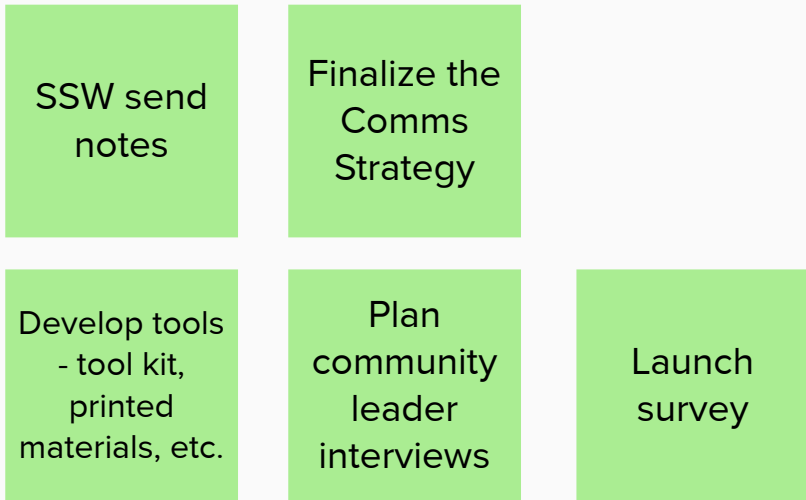 SSW send
notes
Finalize the
Comms
Strategy
Develop tools
- tool kit,
printed
materials, etc.
Plan
community
leader
interviews
Launch
survey